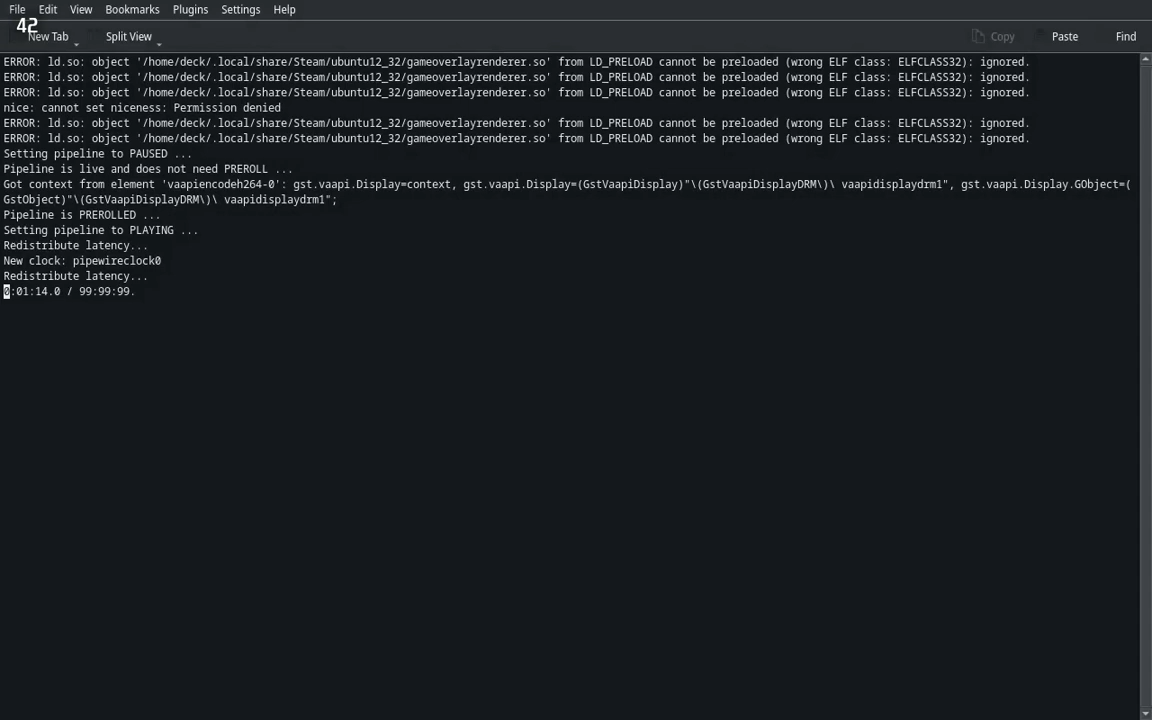 File Edit View Bookmarks Plugins Settings Help
42
New Tab Split View Copy Paste Find
ERROR: ld.so: object '/home/deck/.local/share/Steam/ubuntu12_32/gameoverlayrenderer.so' from LD_PRELOAD cannot be preloaded (wrong ELF class: ELFCLASS32): ignored.
ERROR: ld.so: object '/home/deck/.local/share/Steam/ubuntu12_32/gameoverlayrenderer.so' from LD_PRELOAD cannot be preloaded (wrong ELF class: ELFCLASS32): ignored.
ERROR: ld.so: object '/home/deck/.local/share/Steam/ubuntu12_32/gameoverlayrenderer.so' from LD_PRELOAD cannot be preloaded (wrong ELF class: ELFCLASS32): ignored.
nice: cannot set niceness: Permission denied
ERROR: ld.so: object '/home/deck/.local/share/Steam/ubuntu12_32/gameoverlayrenderer.so' from LD_PRELOAD cannot be preloaded (wrong ELF class: ELFCLASS32): ignored.
ERROR: ld.so: object '/home/deck/.local/share/Steam/ubuntu12_32/gameoverlayrenderer.so' from LD_PRELOAD cannot be preloaded (wrong ELF class: ELFCLASS32): ignored.
Setting pipeline to PAUSED ...
Pipeline is live and does not need PREROLL ...
Got context from element 'vaapiencodeh264-0': gst.vaapi.Display=context, gst.vaapi.Display=(GstVaapiDisplay)"\(GstVaapiDisplayDRM\)\ vaapidisplaydrm1", gst.vaapi.Display.GObject=(
GstObject)"\(GstVaapiDisplayDRM\)\ vaapidisplaydrm1";
Pipeline is PREROLLED ...
Setting pipeline to PLAYING ...
Redistribute latency...
New clock: pipewireclock0
Redistribute latency...
0:01:14.0 / 99:99:99.